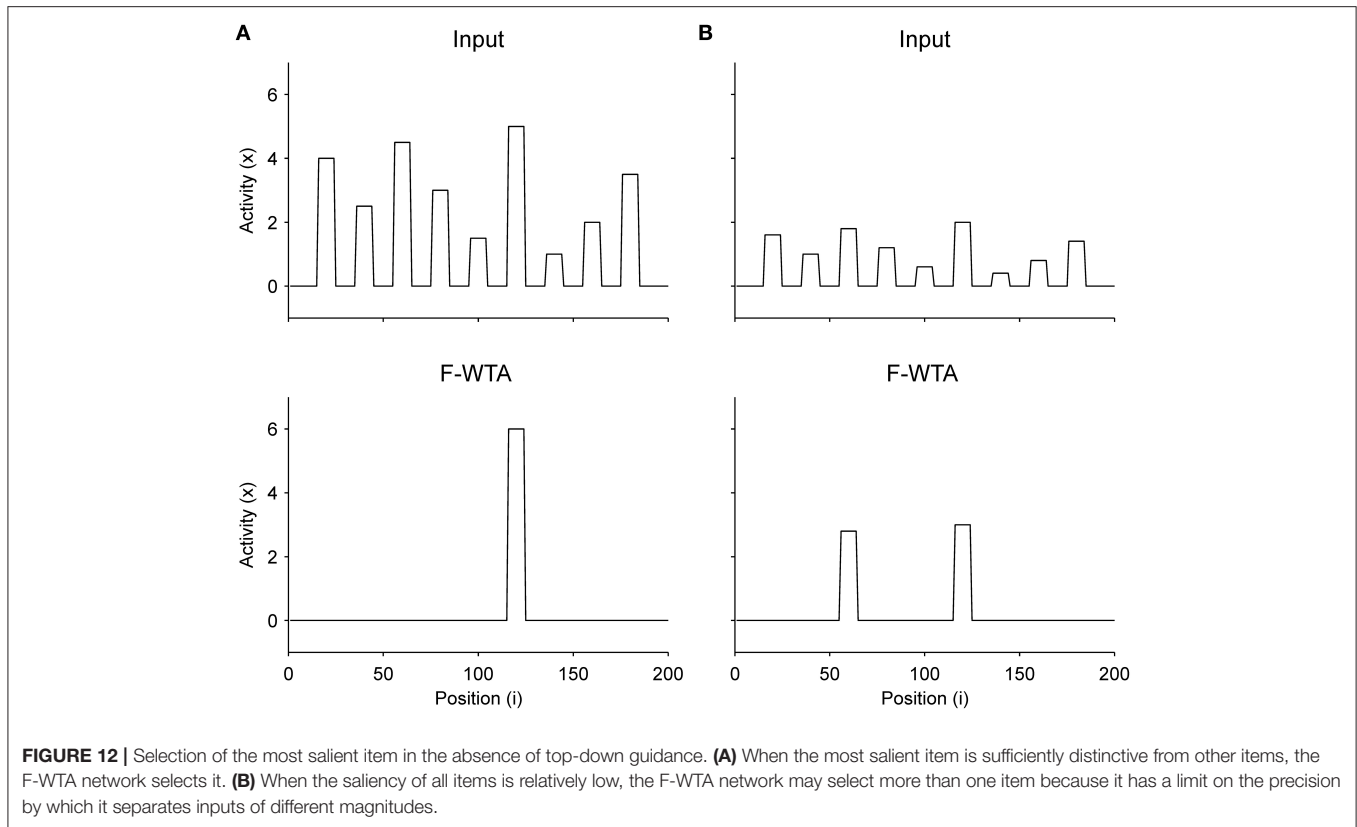 A
Input
B
Input
Activity (x)
6
4
2
0
F-WTA
F-WTA
Activity (x)
6
4
2
0
0 50 100 150 200
0 50 100 150 200
Position (i)
Position (i)
FIGURE 12 | Selection of the most salient item in the absence of top-down guidance. (A) When the most salient item is sufficiently distinctive from other items, the
F-WTA network selects it. (B) When the saliency of all items is relatively low, the F-WTA network may select more than one item because it has a limit on the precision
by which it separates inputs of different magnitudes.